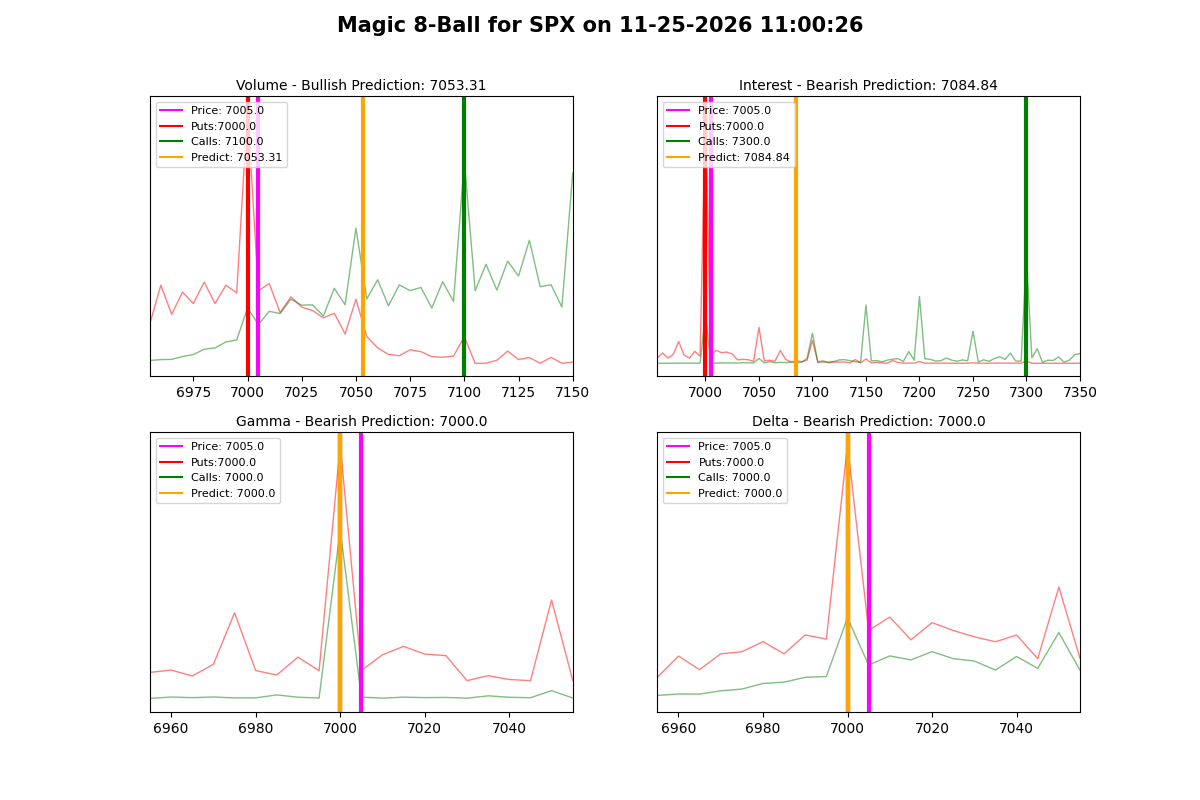 Magic 8-Ball for SPX on 11-25-2026 11:00:26
Volume - Bullish Prediction: 7053.31
Price: 7005.0
Puts:7000.0
Calls: 7100.0
Predict: 7053.31
6975 7000 7025 7050 7075 7100 7125 7150
Interest - Bearish Prediction: 7084.84
Price: 7005.0
Puts:7000.0
Calls: 7300.0
Predict: 7084.84
7000 7050 7100 7150 7200 7250 7300 7350
Gamma - Bearish Prediction: 7000.0
Price: 7005.0
Puts:7000.0
Calls: 7000.0
Predict: 7000.0
6960 6980 7000 7020 7040
Delta - Bearish Prediction: 7000.0
Price: 7005.0
Puts:7000.0
Calls: 7000.0
Predict: 7000.0
6960 6980 7000 7020 7040